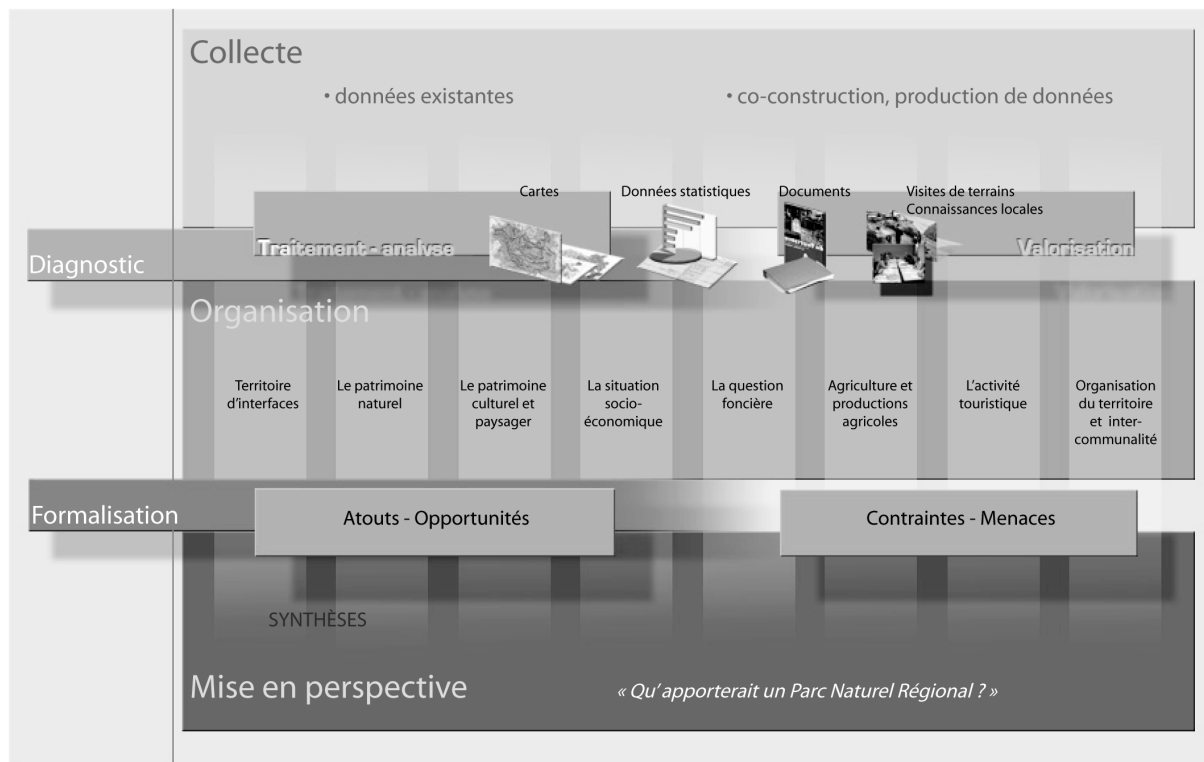 Collecte
• données existantes
• co-construction, production de données
Cartes
Données statistiques
Documents
Visites de terrains
Connaissances locales
Traitement - analyse
Valorisation
Diagnostic
Organisation
Territoire
d'interfaces
Le patrimoine
naturel
Le patrimoine
culturel et
paysager
La situation
socio-
économique
La question
foncière
Agriculture et
productions
agricoles
L'activité
touristique
Organisation
du territoire
et inter-
communalité
Formalisation
Atouts - Opportunités
Contraintes - Menaces
SYNTHÈSES
Mise en perspective
« Qu'apporterait un Parc Naturel Régional ? »